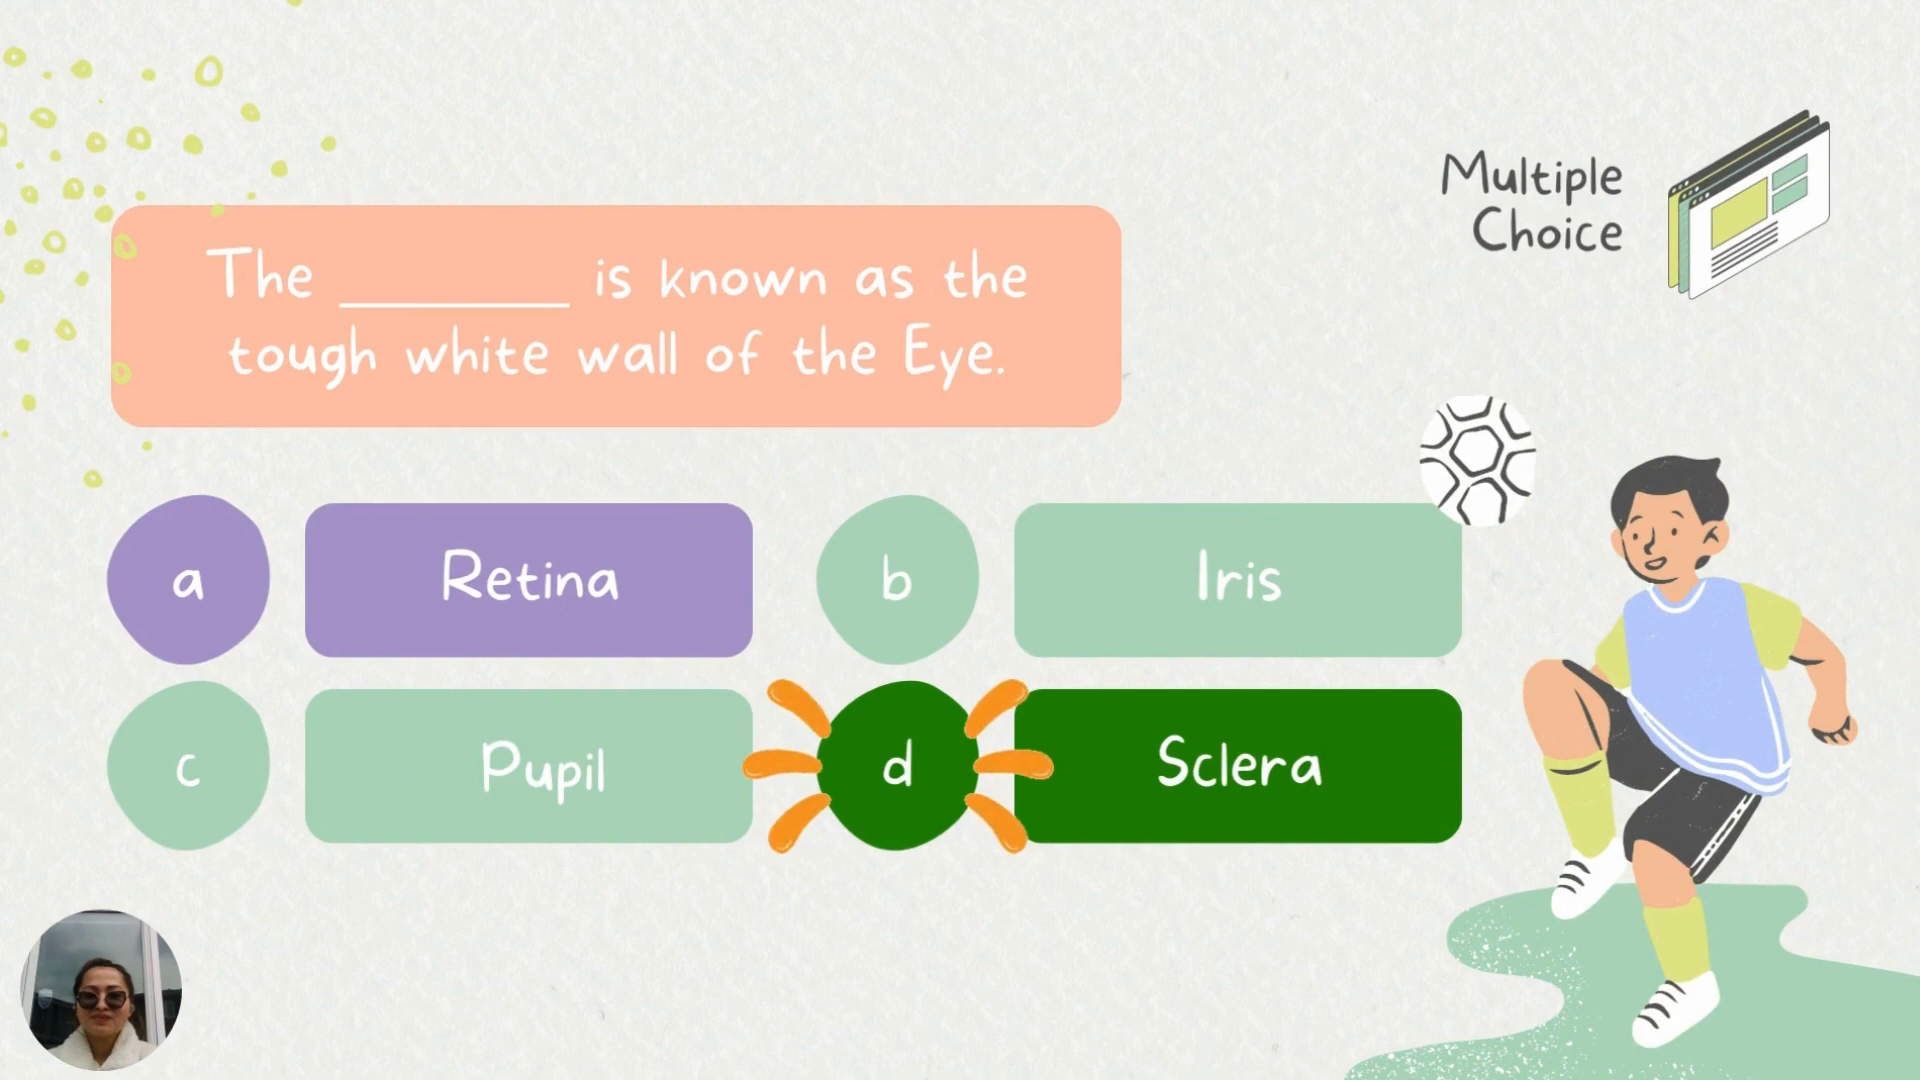 Multiple
Choice
The ________ is known as the
tough white wall of the Eye.
a
Retina
b
Iris
c
Pupil
d
Sclera